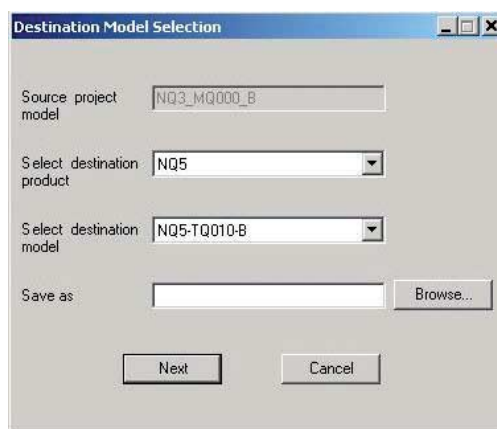 Destination Model Selection
Source project
model
NQ3_MQ000_B
Select destination
product
NQ5
Select destination
model
NQ5-TQ010-B
Save as
Browse...
Next
Cancel